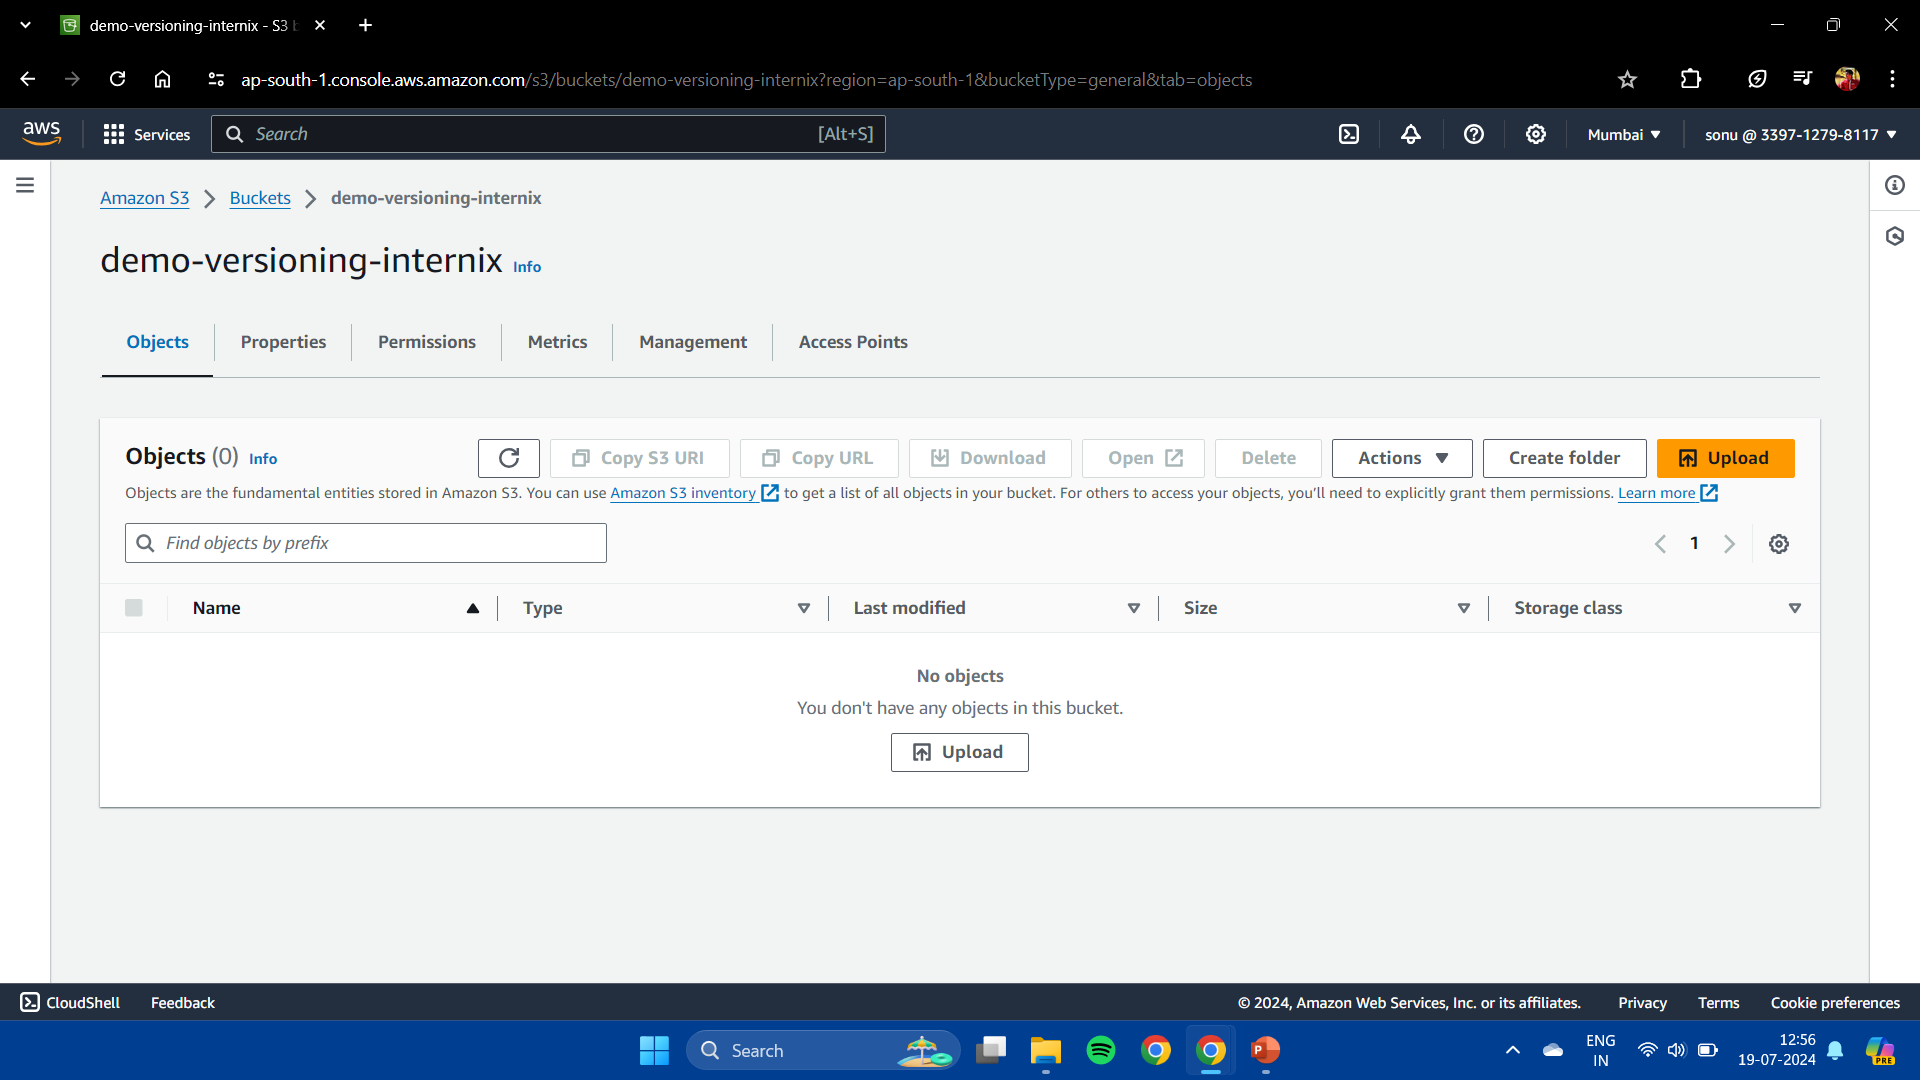 demo-versioning-internix - S3 b
ap-south-1.console.aws.amazon.com/s3/buckets/demo-versioning-internix?region=ap-south-1&bucketType=general&tab=objects
aws Services Search [Alt+S] Mumbai sonu @ 3397-1279-8117
Amazon S3 Buckets demo-versioning-internix
demo-versioning-internix Info
Objects Properties Permissions Metrics Management Access Points
Objects (0) Info Copy S3 URI Copy URL Download Open Delete Actions Create folder Upload
Objects are the fundamental entities stored in Amazon S3. You can use Amazon S3 inventory to get a list of all objects in your bucket. For others to access your objects, you'll need to explicitly grant them permissions. Learn more
Find objects by prefix 1
Name Type Last modified Size Storage class
No objects
You don't have any objects in this bucket.
Upload
CloudShell Feedback © 2024, Amazon Web Services, Inc. or its affiliates. Privacy Terms Cookie preferences
Search ENG 12:56
IN 19-07-2024 PRE